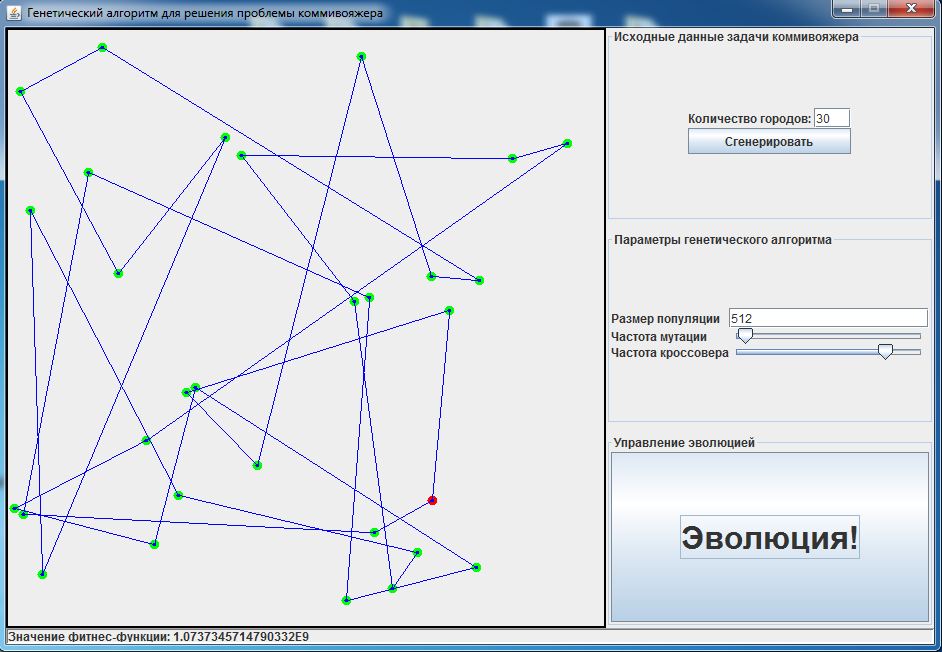 Генетический алгоритм для решения проблемы коммивояжера
Исходные данные задачи коммивояжера
Количество городов: 30
Сгенерировать
Параметры генетического алгоритма
Размер популяции 512
Частота мутации
Частота кроссовера
Управление эволюцией
Эволюция!
Значение фитнес-функции: 1.0737345714790332E9